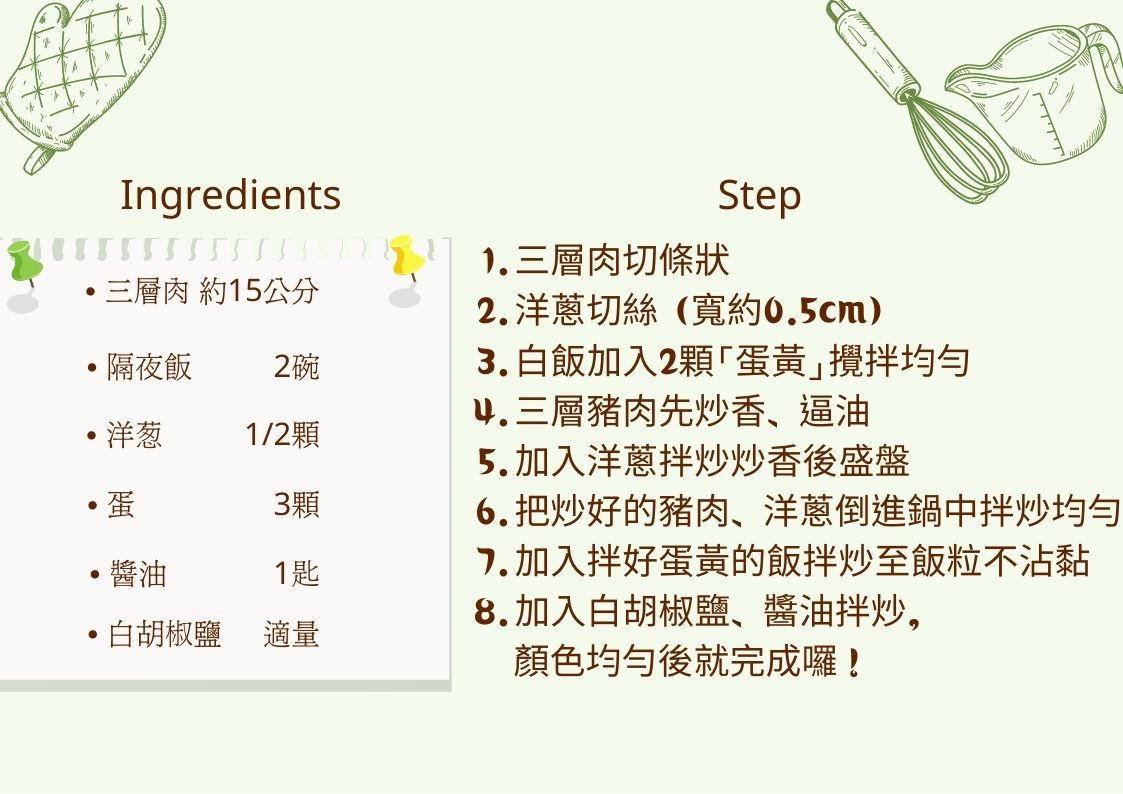 Ingredients
• 三層肉 約15公分
• 隔夜飯 2碗
• 洋葱 1/2顆
• 蛋 3顆
• 醬油 1匙
• 白胡椒鹽 適量
Step
1.三層肉切條狀
2.洋蔥切絲（寬約0.5cm）
3.白飯加入2顆「蛋黃」攪拌均勻
4.三層豬肉先炒香、逼油
5.加入洋蔥拌炒炒香後盛盤
6.把炒好的豬肉、洋蔥倒進鍋中拌炒均勻
7.加入拌好蛋黃的飯拌炒至飯粒不沾黏
8.加入白胡椒鹽、醬油拌炒,
顏色均勻後就完成囉！